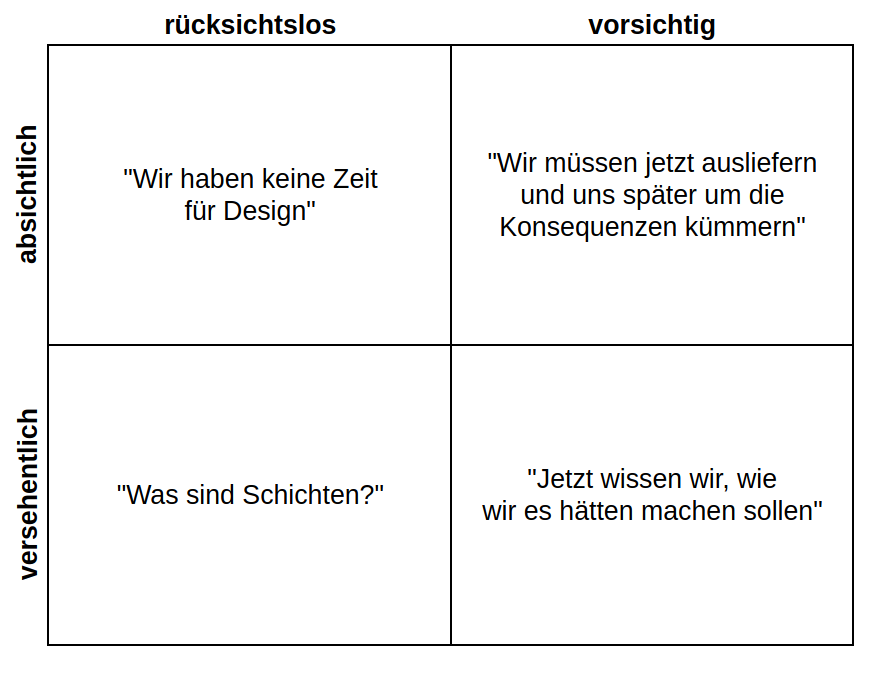 rücksichtslos
vorsichtig
absichtlich
"Wir haben keine Zeit
für Design"
"Wir müssen jetzt ausliefern
und uns später um die
Konsequenzen kümmern"
versehentlich
"Was sind Schichten?"
"Jetzt wissen wir, wie
wir es hätten machen sollen"